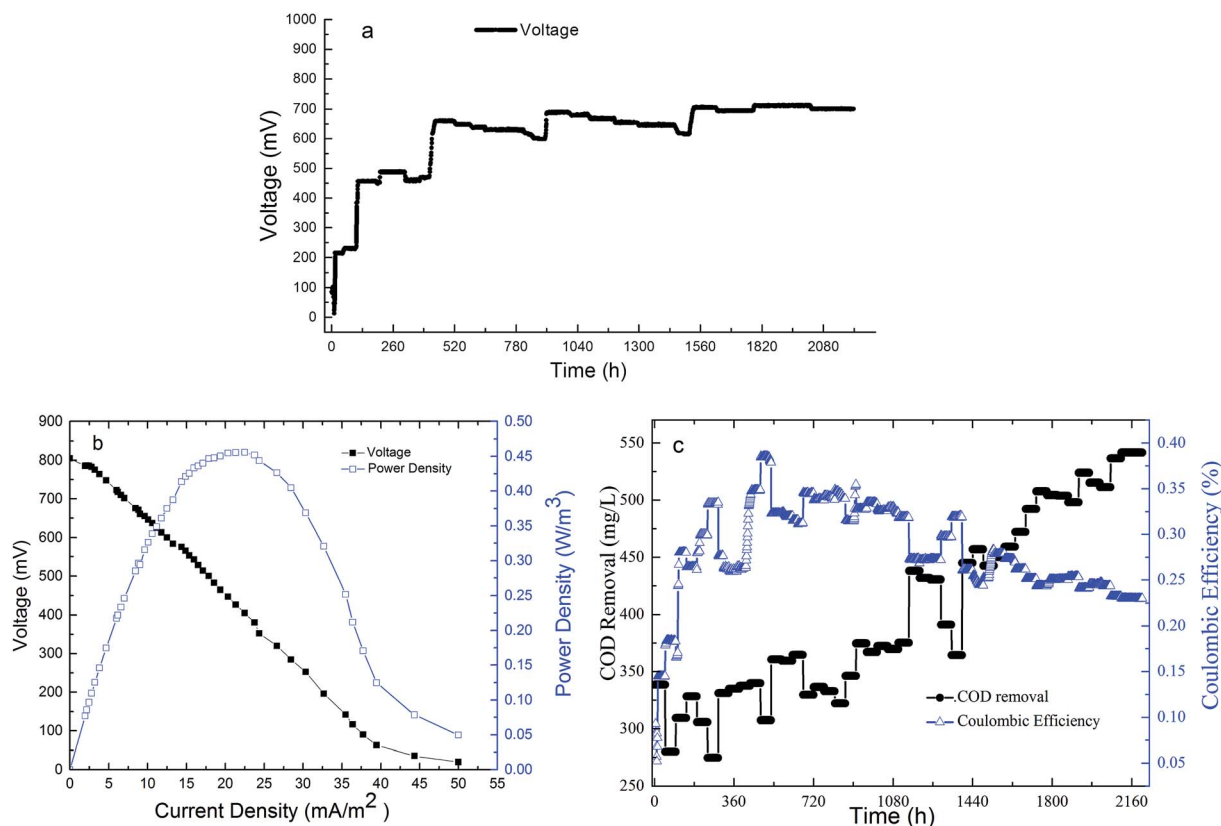 a
Voltage
1000
900
800
700
600
500
400
300
200
100
0
Voltage (mV)
0 260 520 780 1040 1300 1560 1820 2080
Time (h)
b
Voltage
Power Density
900
800
700
600
500
400
300
200
100
0
Voltage (mV)
0.50
0.45
0.40
0.35
0.30
0.25
0.20
0.15
0.10
0.05
0.00
Power Density (W/m³)
0 5 10 15 20 25 30 35 40 45 50 55
Current Density (mA/m²)
c
550
500
450
400
350
300
250
COD Removal (mg/L)
0.40
0.35
0.30
0.25
0.20
0.15
0.10
0.05
Coulombic Efficiency (%)
.COD removal
Coulombic Efficiency
0 360 720 1080 1440 1800 2160
Time (h)